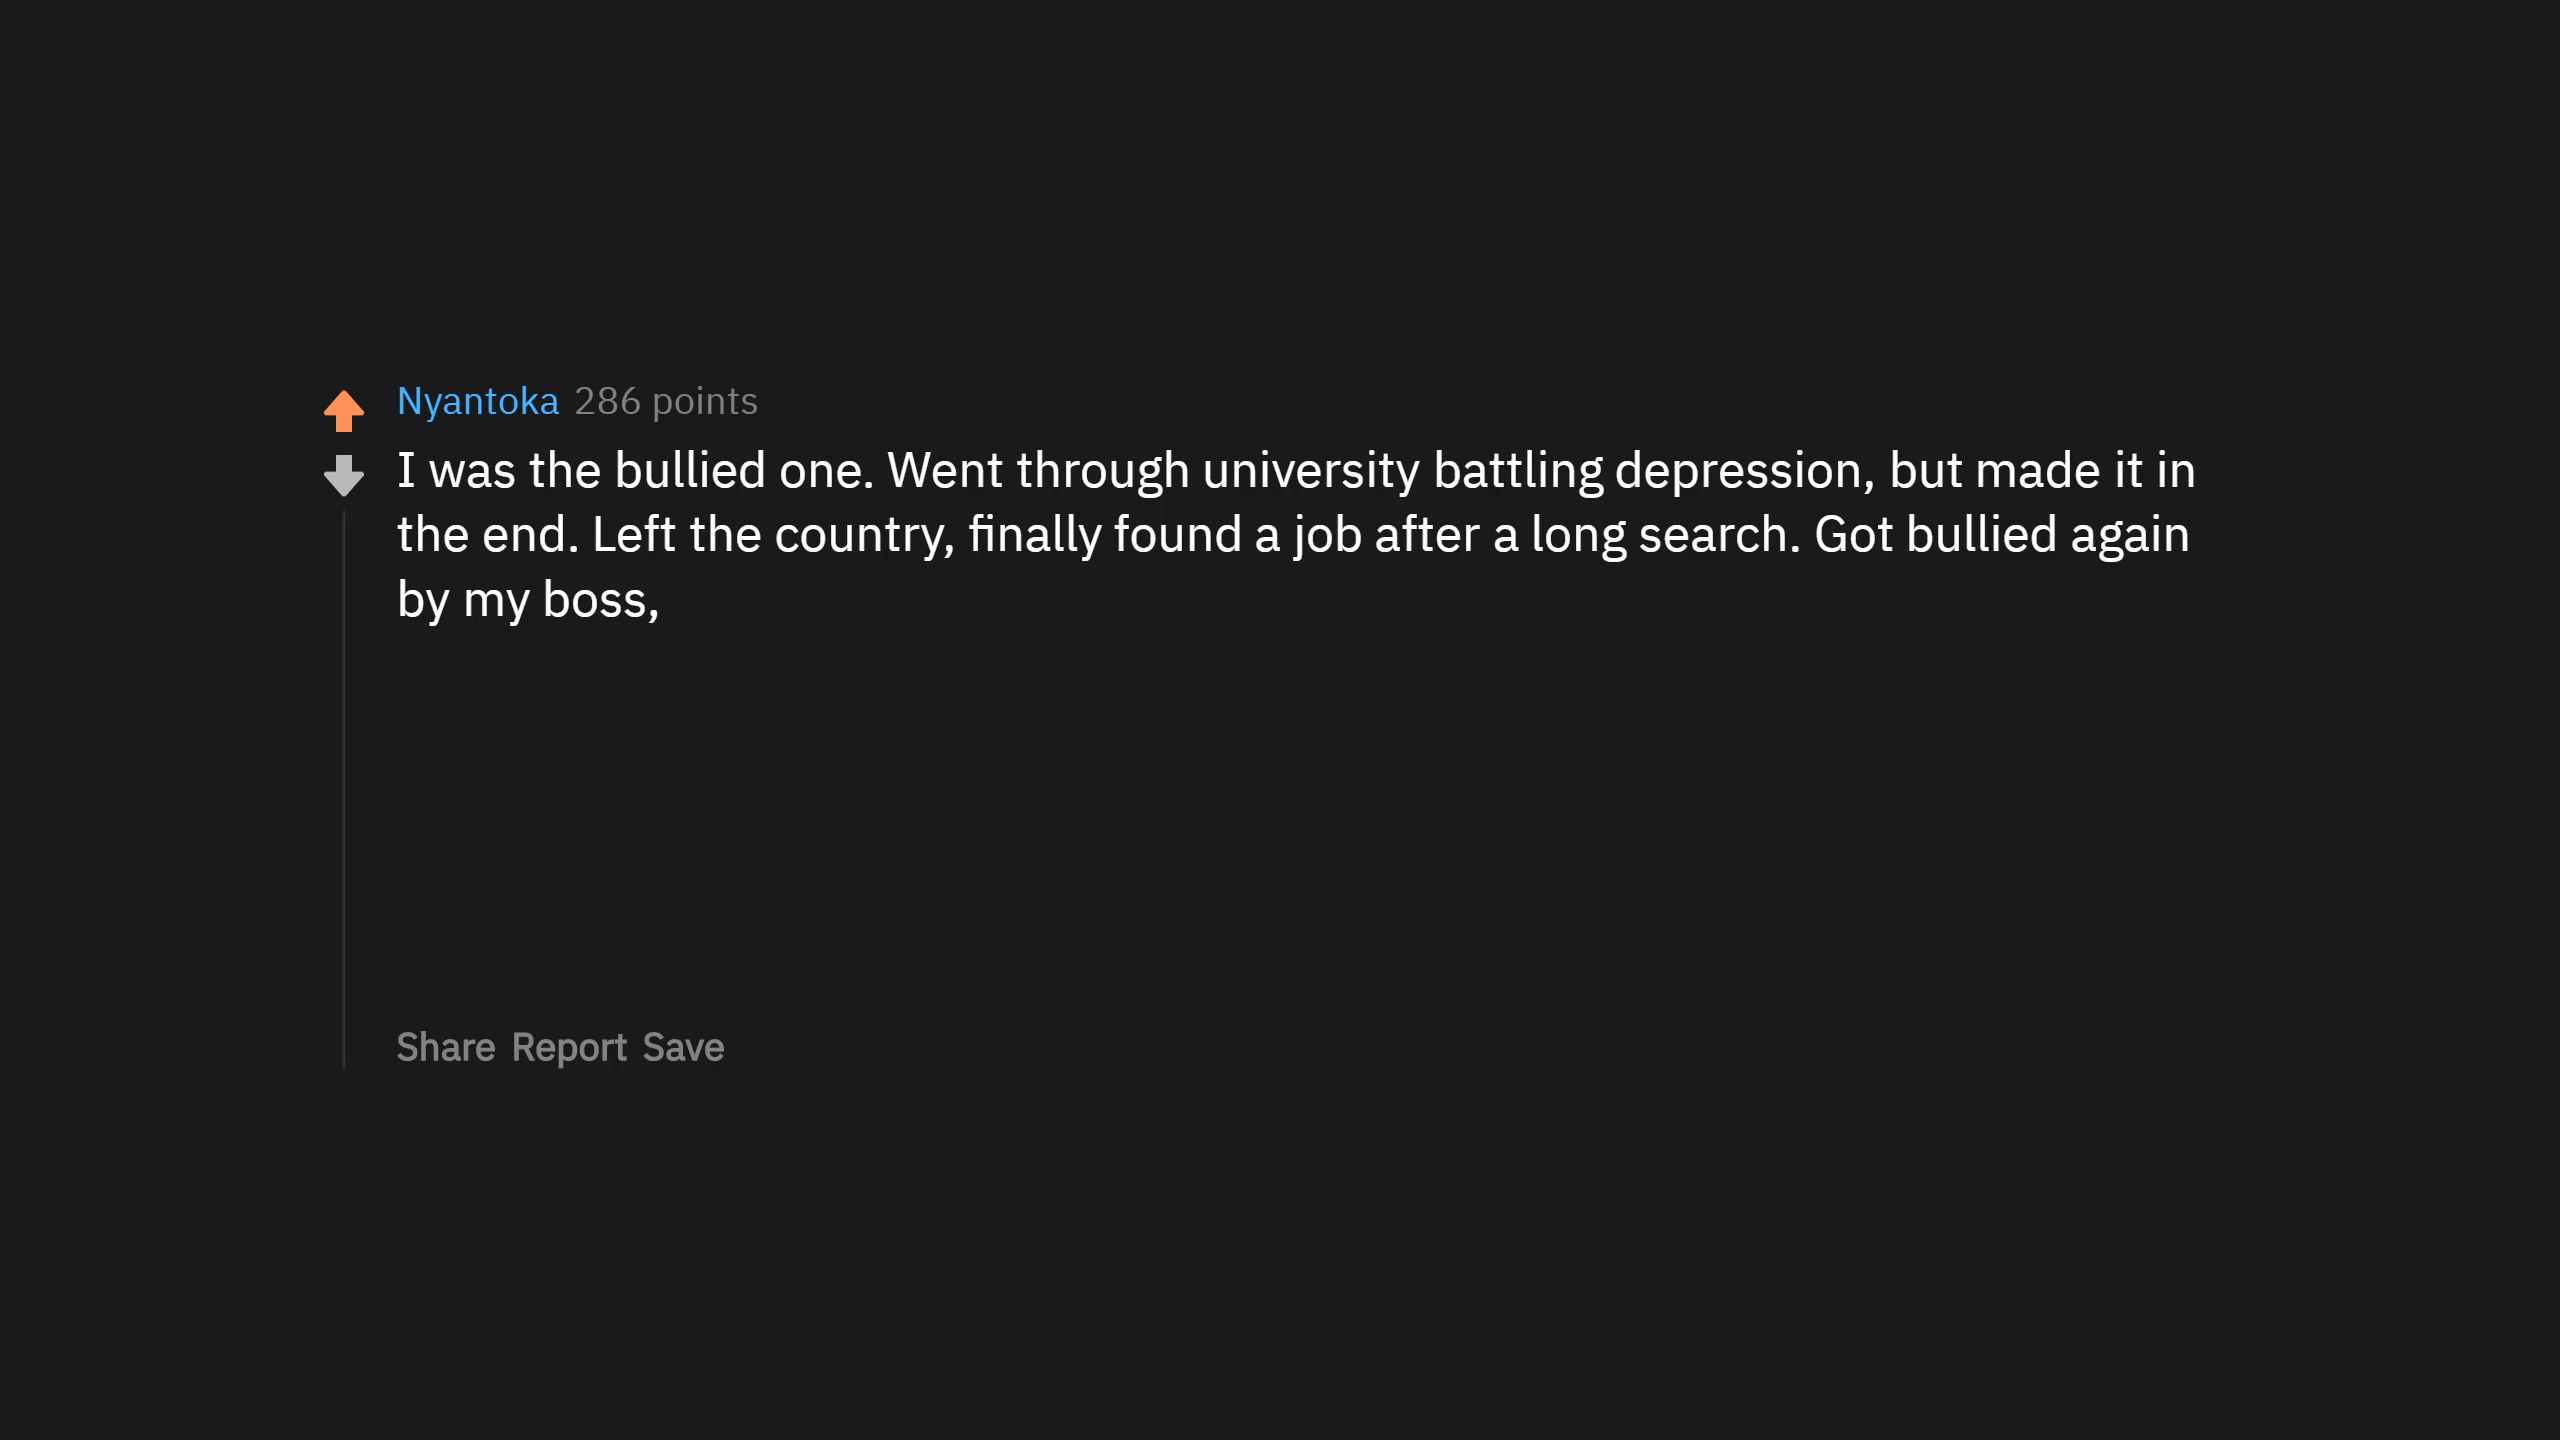 Nyantoka 286 points
I was the bullied one. Went through university battling depression, but made it in
the end. Left the country, finally found a job after a long search. Got bullied again
by my boss,
Share Report Save